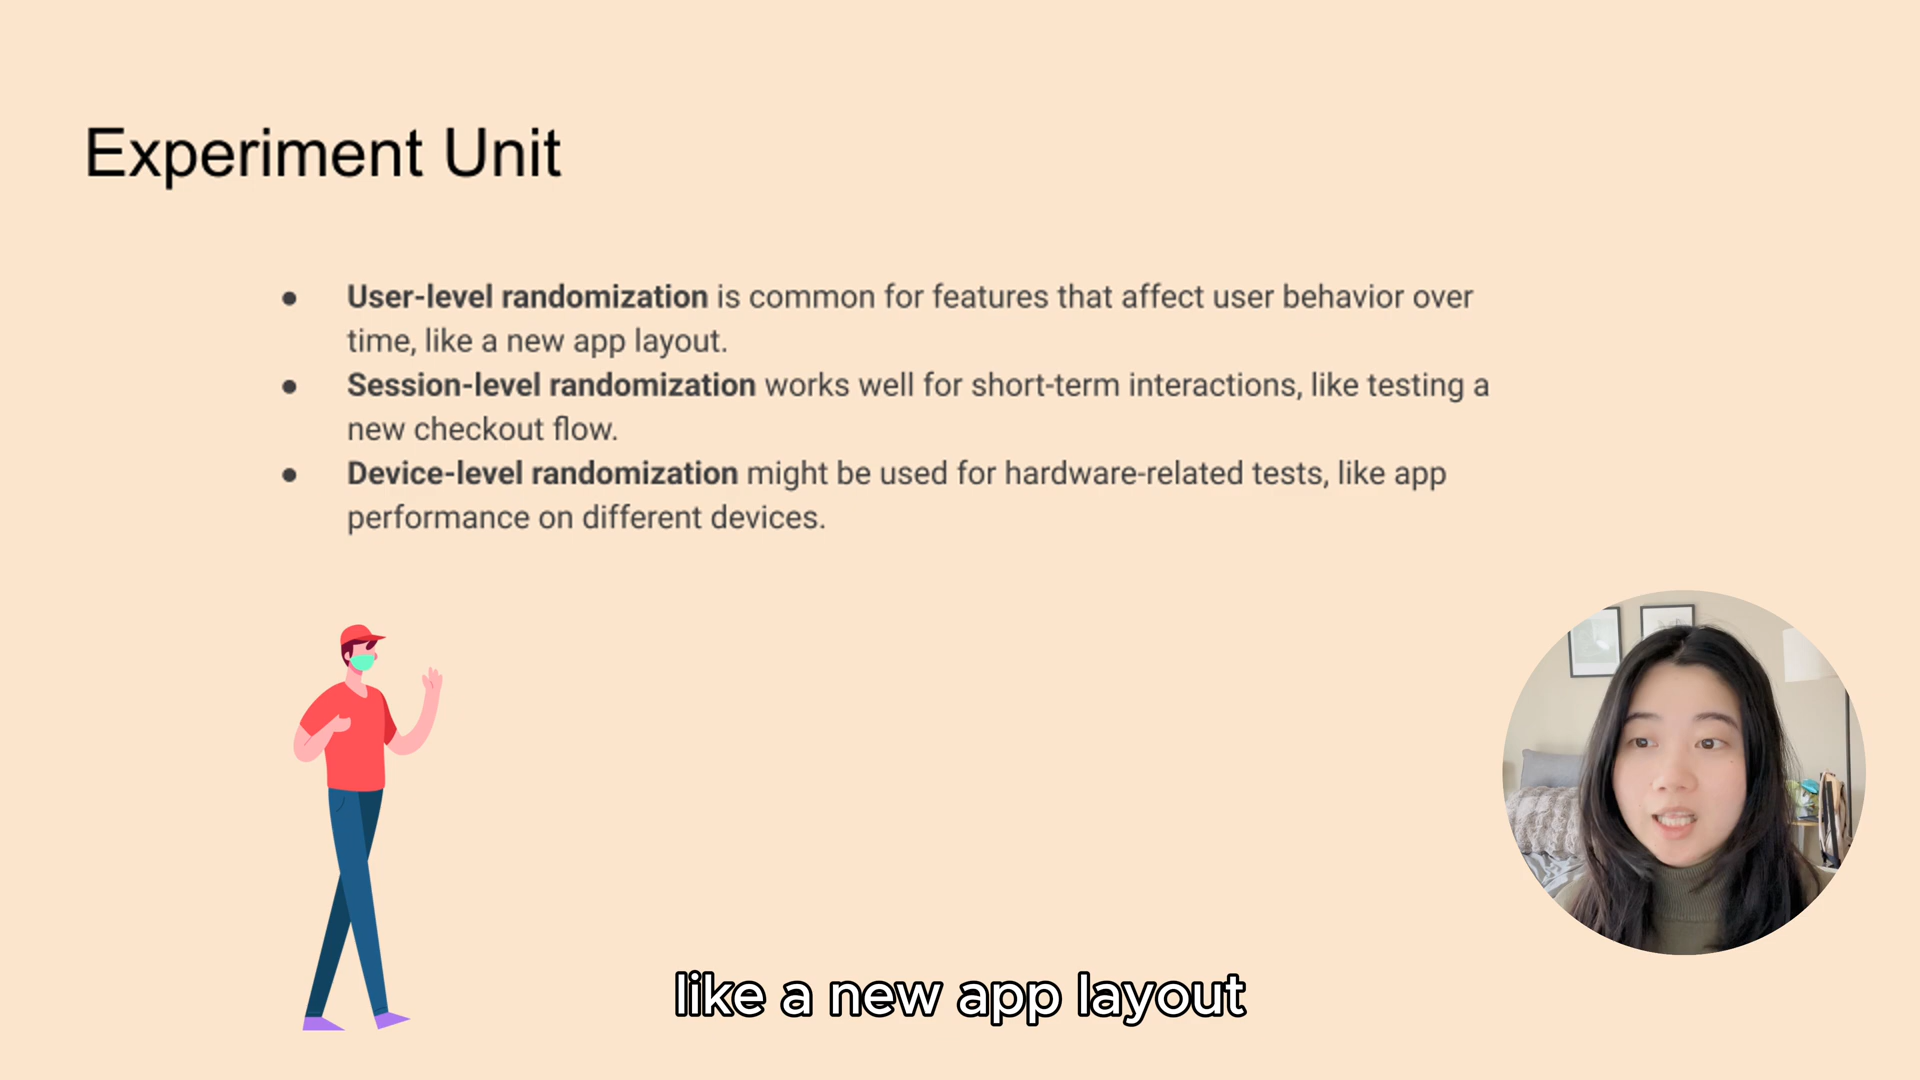 Experiment Unit
● User-level randomization is common for features that affect user behavior over
time, like a new app layout.
● Session-level randomization works well for short-term interactions, like testing a
new checkout flow.
● Device-level randomization might be used for hardware-related tests, like app
performance on different devices.
like a new app layout